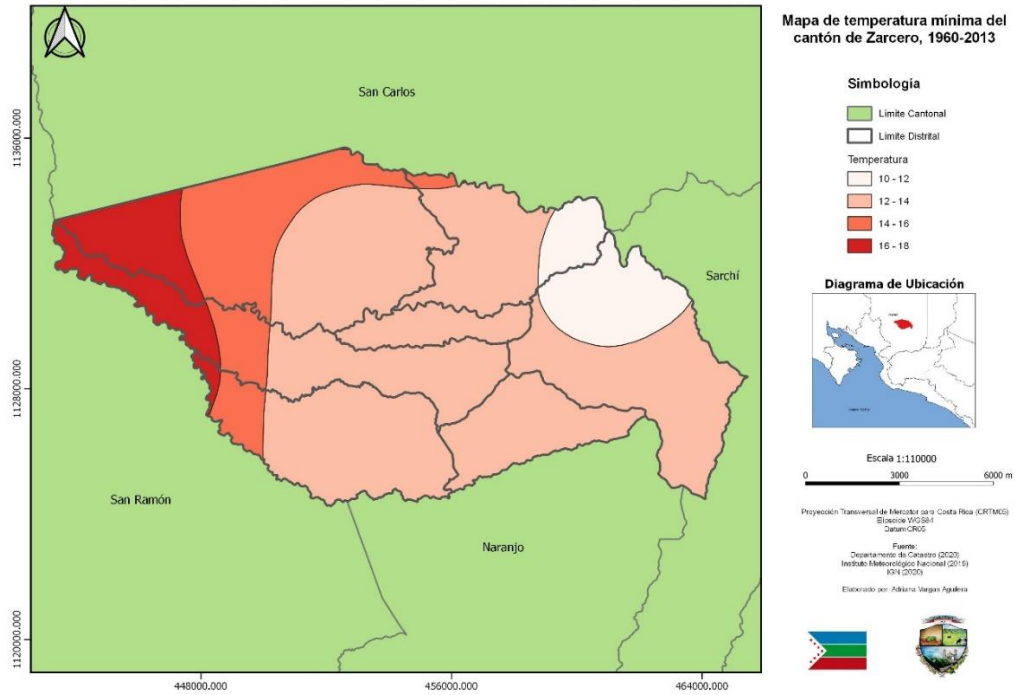 Mapa de temperatura mínima del
cantón de Zarcero, 1960-2013
San Carlos
Sarchí
San Ramón
Naranjo
1136000.000
1128000.000
1120000.000
448000.000
456000.000
464000.000
Simbología
Limite Cantonal
Limite Distrital
Temperatura
10 - 12
12 - 14
14 - 16
16 - 18
Diagrama de Ubicación
Escala 1:110000
0 3000 6000 m
Proyección Transversal de Mercator para Costa Rica (CRTM05)
Elipsoide WGS84
Datum CR05
Fuente:
Departamento de Catastro (2020)
Instituto Meteorológico Nacional (2019)
IGN (2020)
Elaborado por: Adriana Vargas Aguilera